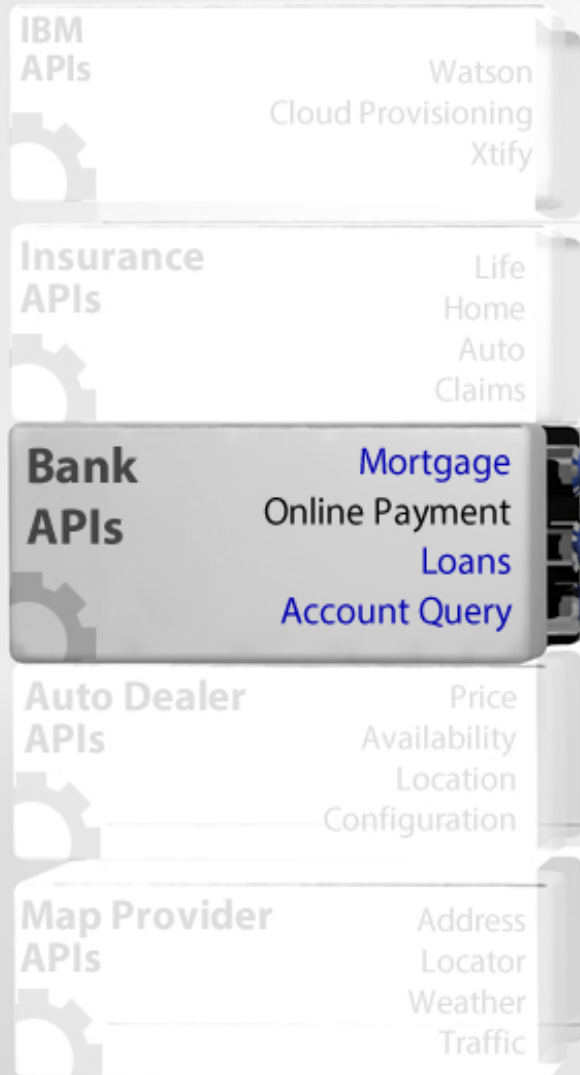 IBM
APIs
Watson
Cloud Provisioning
Xtify
Insurance
APIs
Life
Home
Auto
Claims
Bank
APIs
Mortgage
Online Payment
Loans
Account Query
Auto Dealer
APIs
Price
Availability
Location
Configuration
Map Provider
APIs
Address
Locator
Weather
Traffic